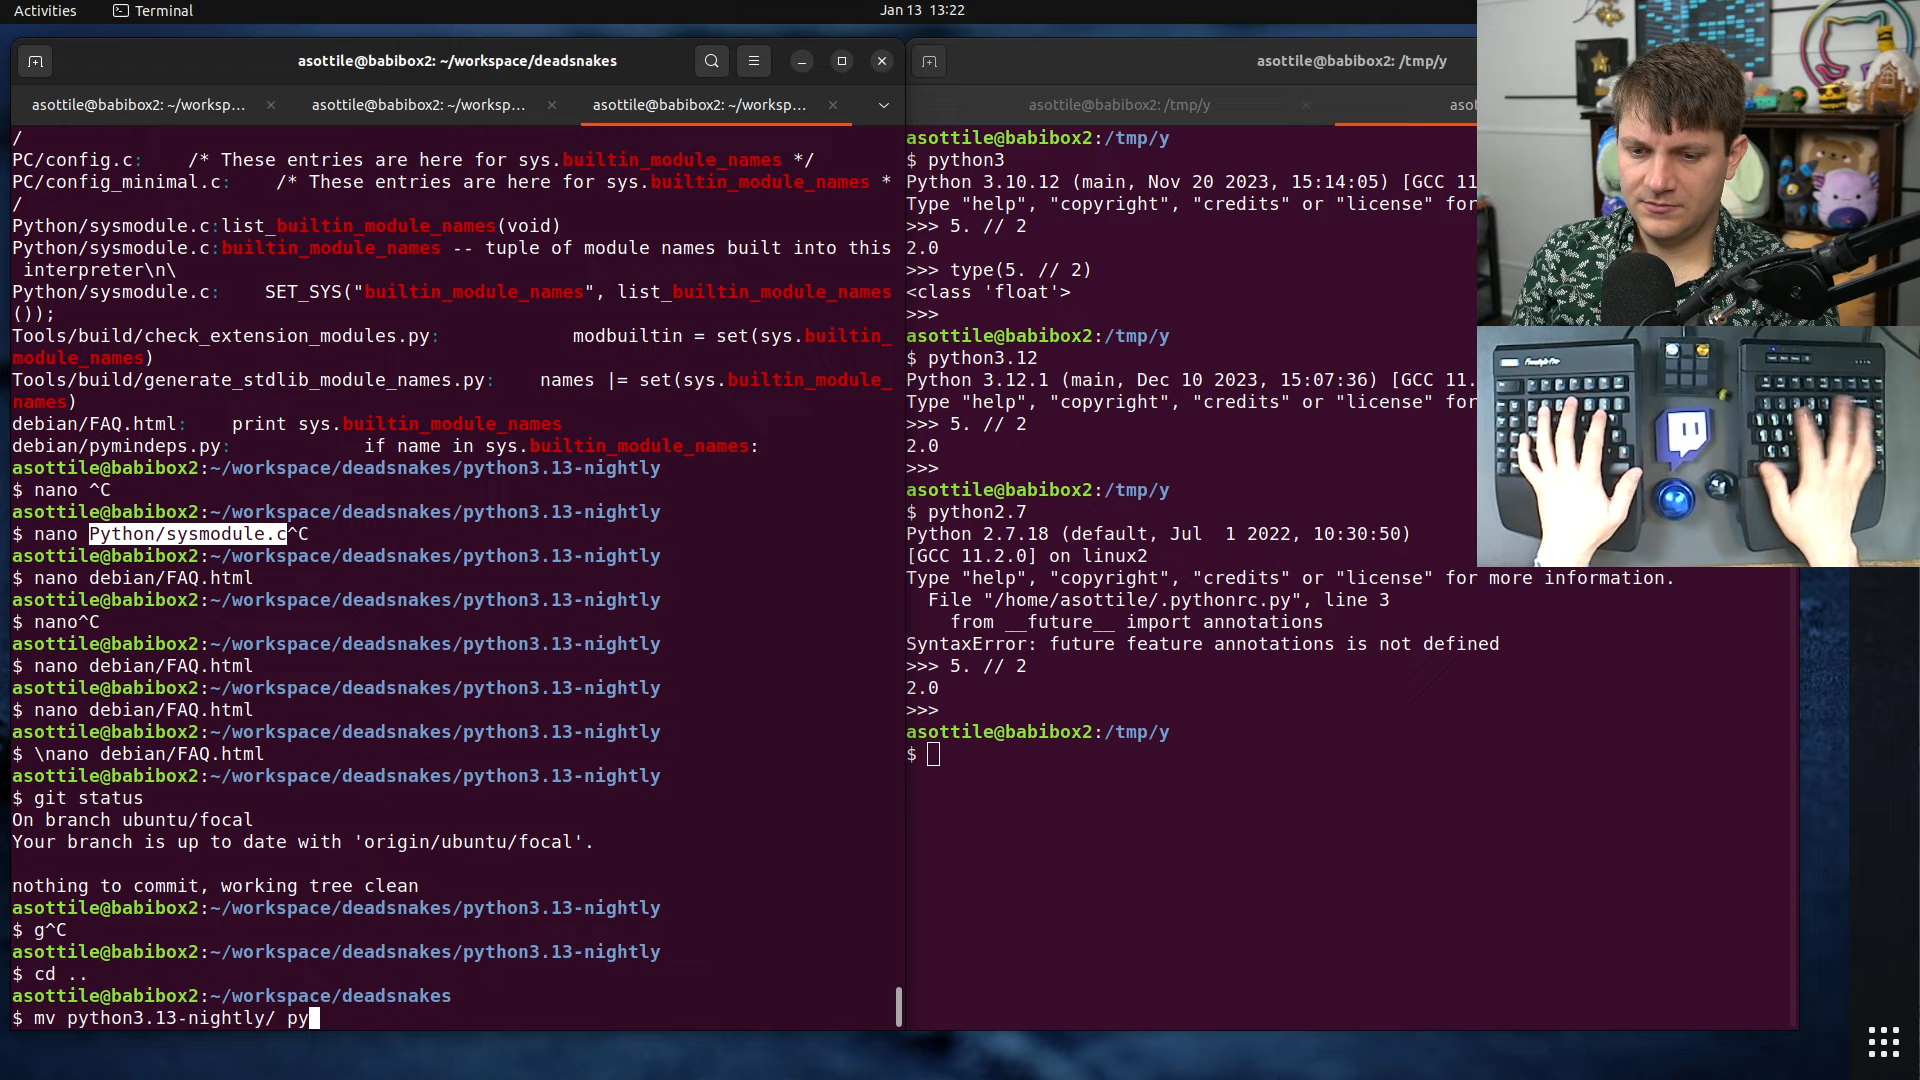 Activities
Terminal
Jan 13 13:22
asottile@babibox2: ~/workspace/deadsnakes
asottile@babibox2: ~/worksp...
asottile@babibox2: ~/worksp...
asottile@babibox2: ~/worksp...
/
PC/config.c:    /* These entries are here for sys.builtin_module_names */
PC/config_minimal.c:    /* These entries are here for sys.builtin_module_names *
/
Python/sysmodule.c:list_builtin_module_names(void)
Python/sysmodule.c:builtin_module_names -- tuple of module names built into this
 interpreter\n\
Python/sysmodule.c:    SET_SYS("builtin_module_names", list_builtin_module_names
());
Tools/build/check_extension_modules.py:            modbuiltin = set(sys.builtin_
module_names)
Tools/build/generate_stdlib_module_names.py:    names |= set(sys.builtin_module_
names)
debian/FAQ.html:    print sys.builtin_module_names
debian/pymindeps.py:            if name in sys.builtin_module_names:
asottile@babibox2:~/workspace/deadsnakes/python3.13-nightly
$ nano ^C
asottile@babibox2:~/workspace/deadsnakes/python3.13-nightly
$ nano Python/sysmodule.c^C
asottile@babibox2:~/workspace/deadsnakes/python3.13-nightly
$ nano debian/FAQ.html
asottile@babibox2:~/workspace/deadsnakes/python3.13-nightly
$ nano^C
asottile@babibox2:~/workspace/deadsnakes/python3.13-nightly
$ nano debian/FAQ.html
asottile@babibox2:~/workspace/deadsnakes/python3.13-nightly
$ nano debian/FAQ.html
asottile@babibox2:~/workspace/deadsnakes/python3.13-nightly
$ \nano debian/FAQ.html
asottile@babibox2:~/workspace/deadsnakes/python3.13-nightly
$ git status
On branch ubuntu/focal
Your branch is up to date with 'origin/ubuntu/focal'.
nothing to commit, working tree clean
asottile@babibox2:~/workspace/deadsnakes/python3.13-nightly
$ g^C
asottile@babibox2:~/workspace/deadsnakes/python3.13-nightly
$ cd ..
asottile@babibox2:~/workspace/deadsnakes
$ mv python3.13-nightly/ py
asottile@babibox2: /tmp/y
asottile@babibox2: /tmp/y
asot
asottile@babibox2:/tmp/y
$ python3
Python 3.10.12 (main, Nov 20 2023, 15:14:05) [GCC 11
Type "help", "copyright", "credits" or "license" for
>>> 5. // 2
2.0
>>> type(5. // 2)
<class 'float'>
>>>
asottile@babibox2:/tmp/y
$ python3.12
Python 3.12.1 (main, Dec 10 2023, 15:07:36) [GCC 11.
Type "help", "copyright", "credits" or "license" for
>>> 5. // 2
2.0
>>>
asottile@babibox2:/tmp/y
$ python2.7
Python 2.7.18 (default, Jul  1 2022, 10:30:50)
[GCC 11.2.0] on linux2
Type "help", "copyright", "credits" or "license" for more information.
  File "/home/asottile/.pythonrc.py", line 3
    from __future__ import annotations
SyntaxError: future feature annotations is not defined
>>> 5. // 2
2.0
>>>
asottile@babibox2:/tmp/y
$